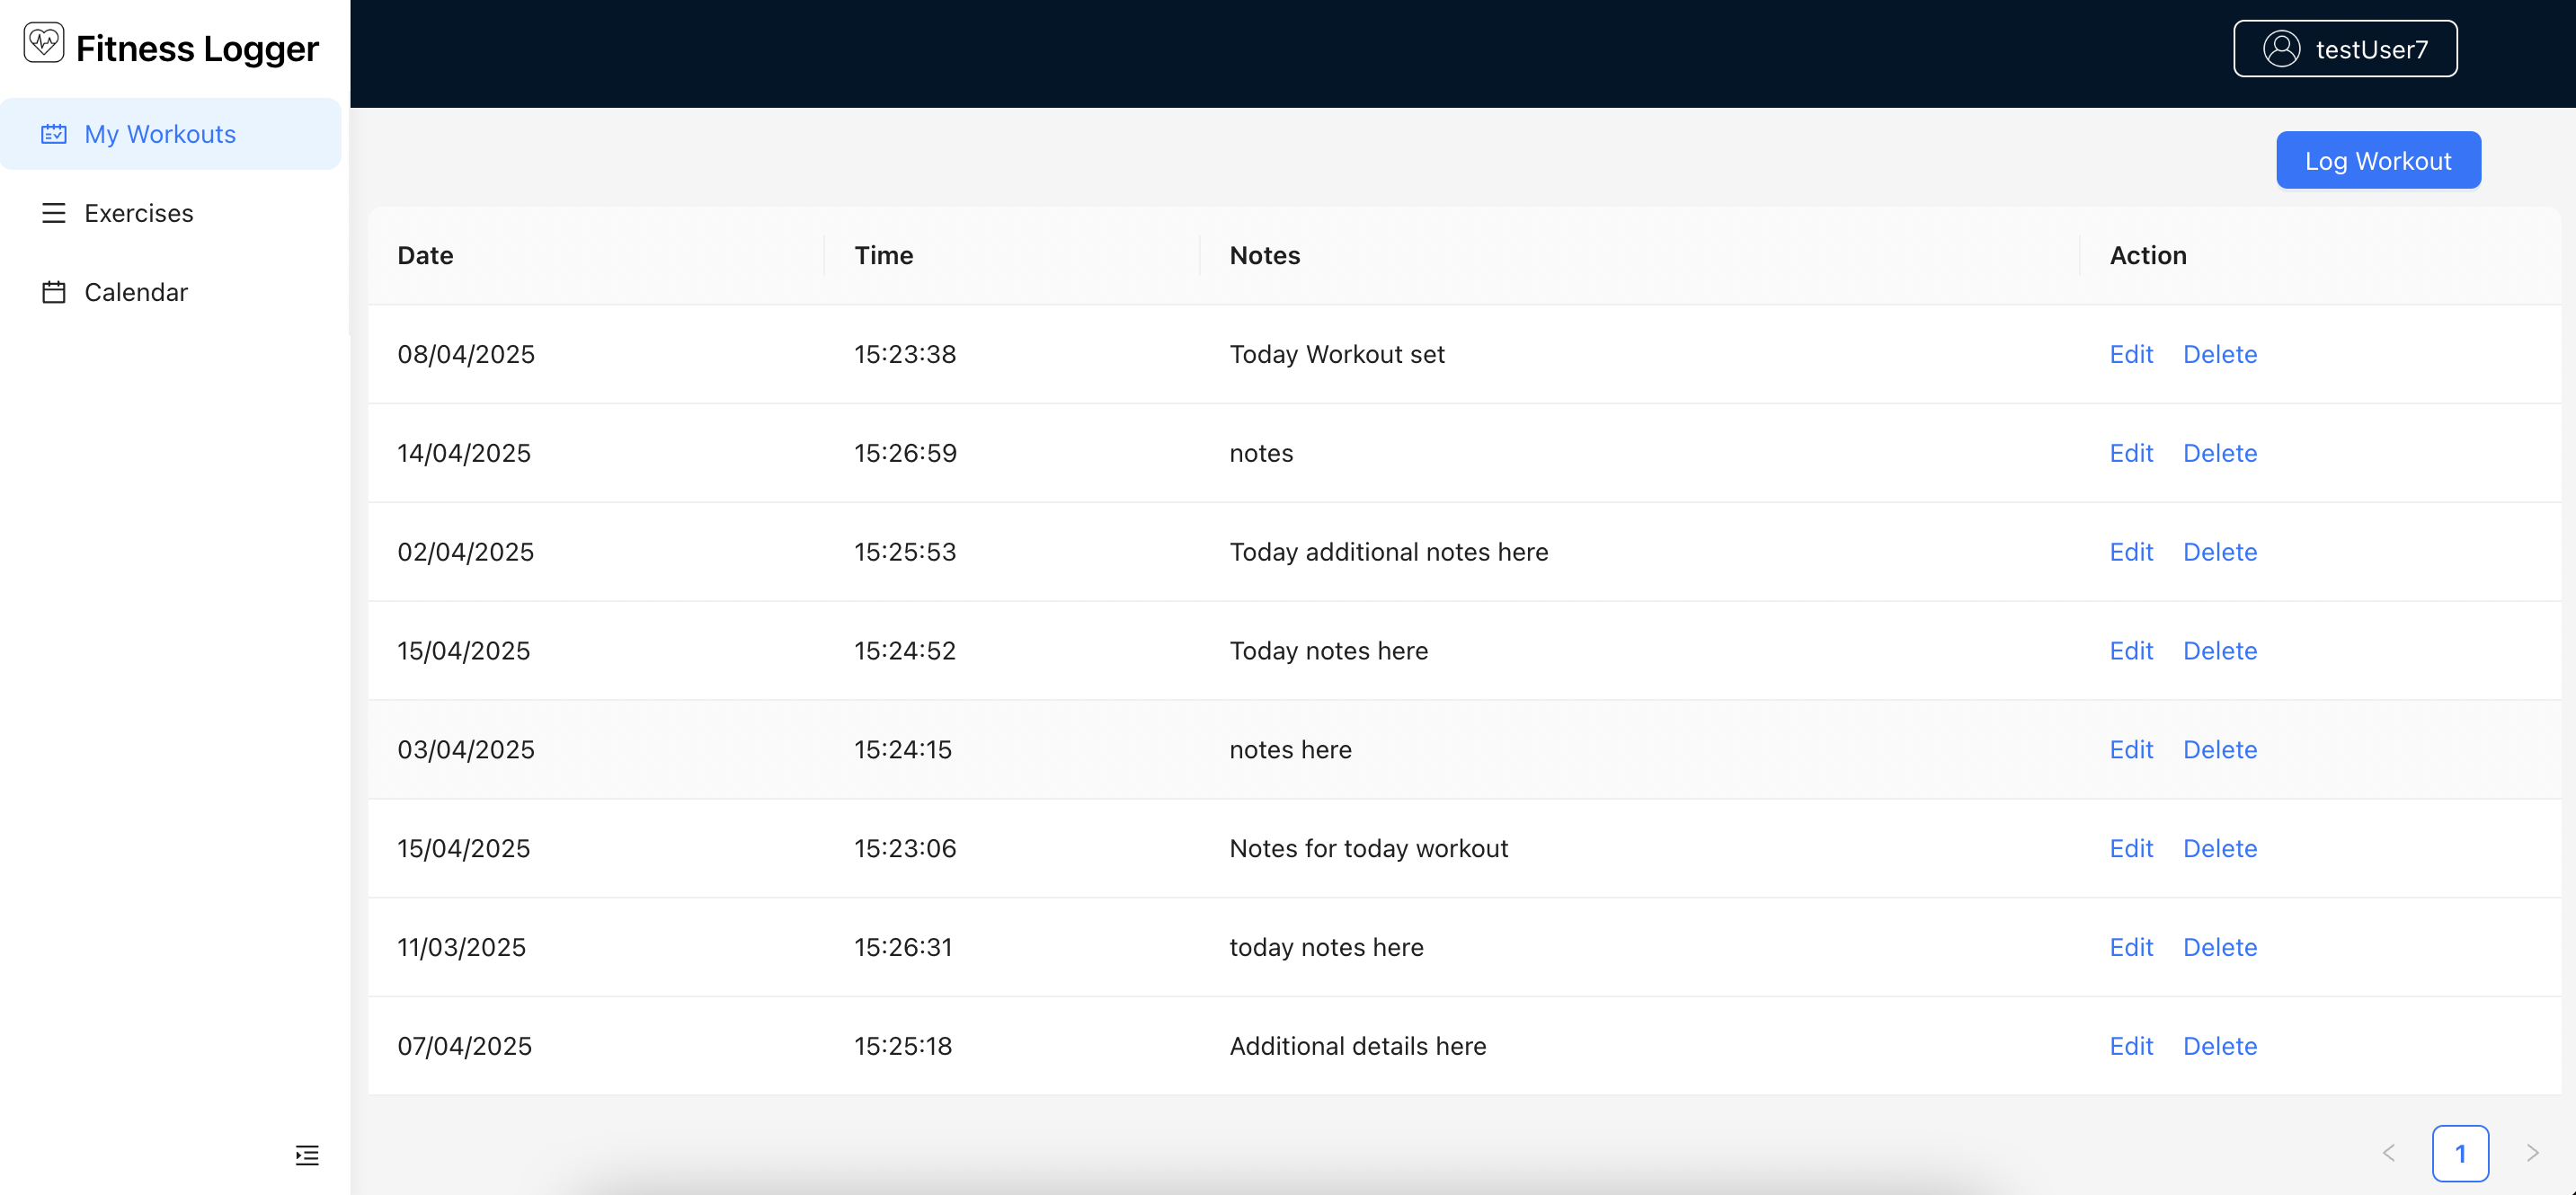 Fitness Logger
testUser7
My Workouts
Exercises
Calendar
Log Workout
Date Time Notes Action
08/04/2025 15:23:38 Today Workout set Edit Delete
14/04/2025 15:26:59 notes Edit Delete
02/04/2025 15:25:53 Today additional notes here Edit Delete
15/04/2025 15:24:52 Today notes here Edit Delete
03/04/2025 15:24:15 notes here Edit Delete
15/04/2025 15:23:06 Notes for today workout Edit Delete
11/03/2025 15:26:31 today notes here Edit Delete
07/04/2025 15:25:18 Additional details here Edit Delete
1